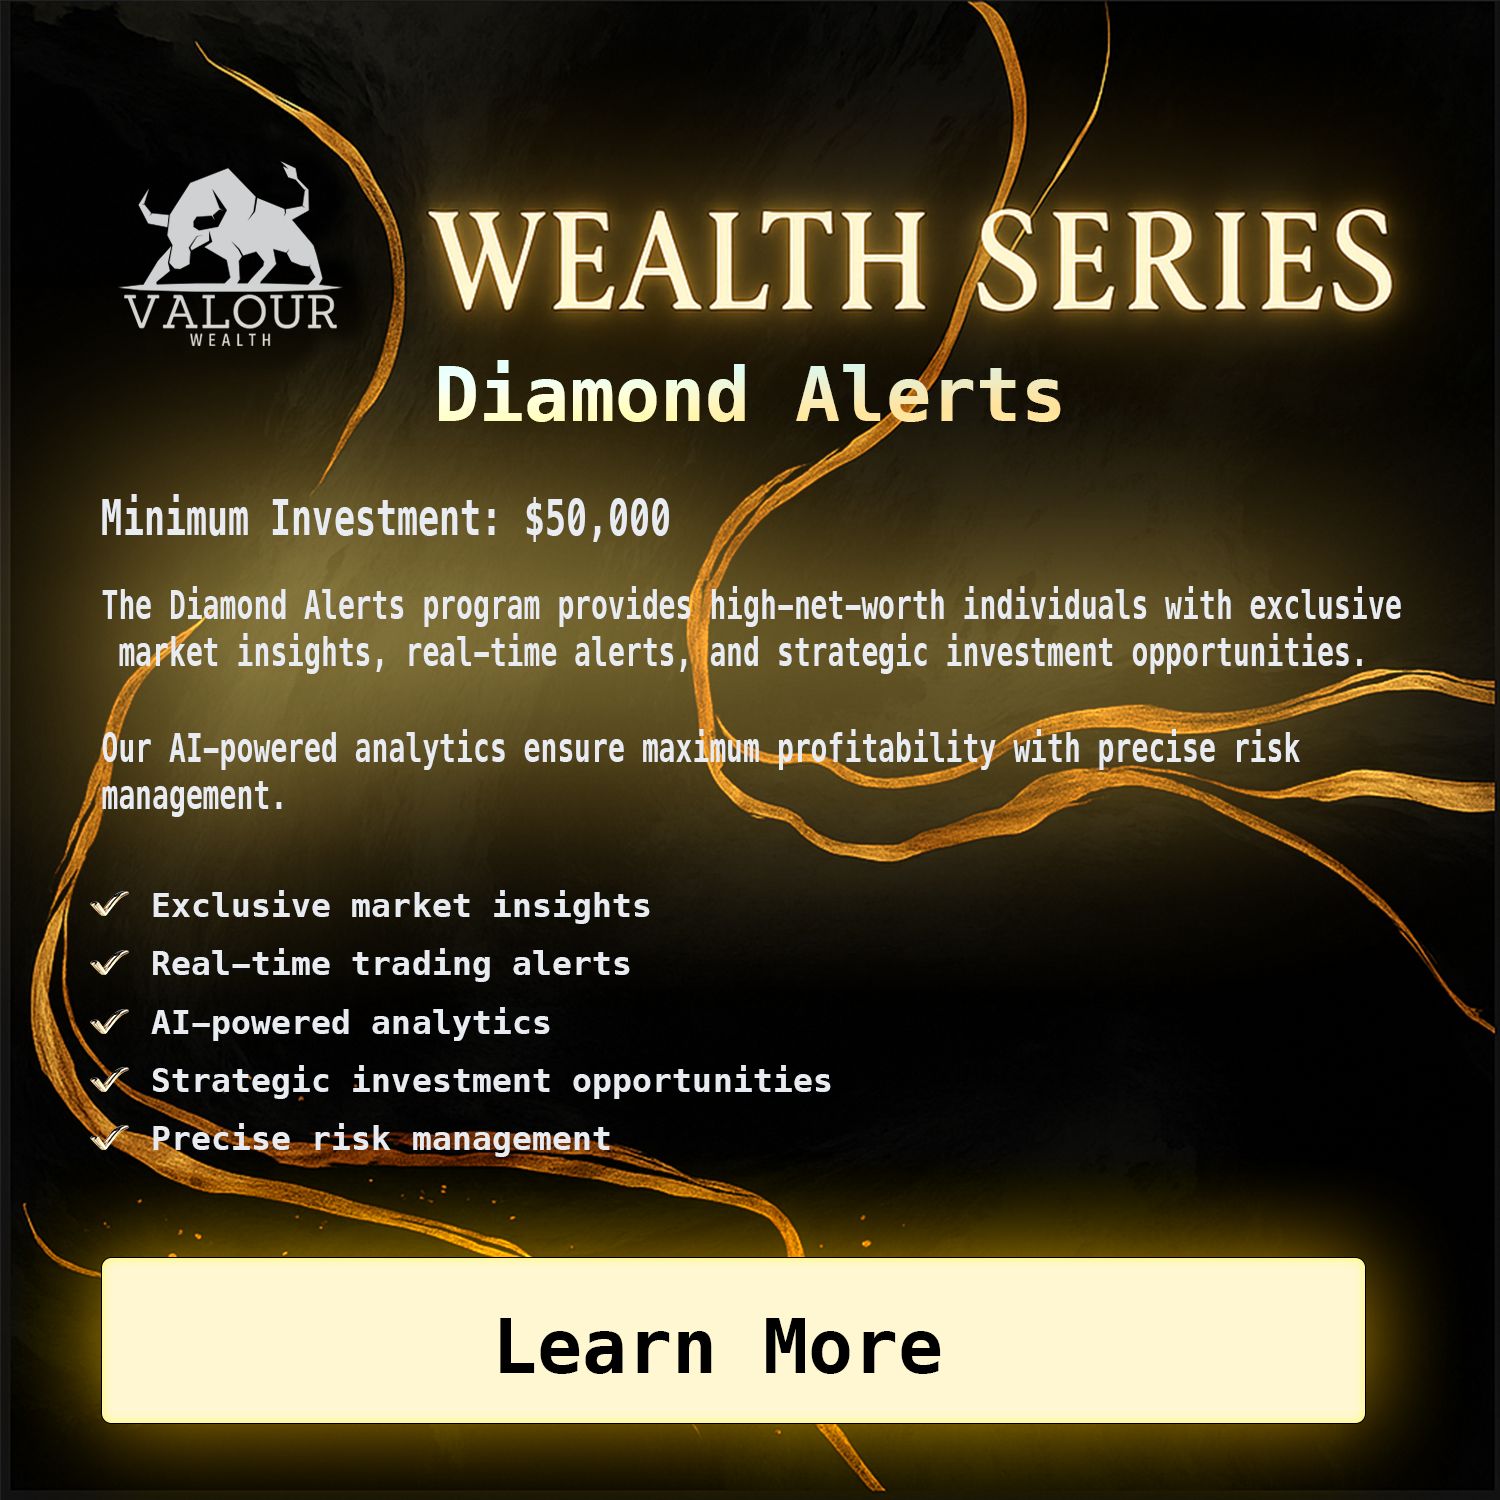 VALOUR
WEALTH
WEALTH SERIES
Diamond Alerts
Minimum Investment: $50,000
The Diamond Alerts program provides high-net-worth individuals with exclusive
market insights, real-time alerts, and strategic investment opportunities.
Our AI-powered analytics ensure maximum profitability with precise risk
management.
Exclusive market insights
Real-time trading alerts
AI-powered analytics
Strategic investment opportunities
Precise risk management
Learn More